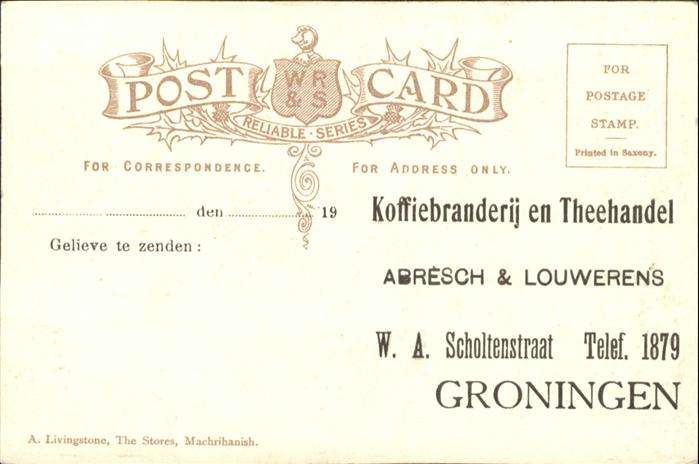 POST CARD
W R
& S
RELIABLE · SERIES
FOR CORRESPONDENCE.
FOR ADDRESS ONLY.
FOR
POSTAGE
STAMP.
Printed in Saxony.
den 19
Gelieve te zenden :
Koffiebranderij en Theehandel
ABRESCH & LOUWERENS
W. A. Scholtenstraat Telef. 1879
GRONINGEN
A. Livingstone, The Stores, Machrihanish.